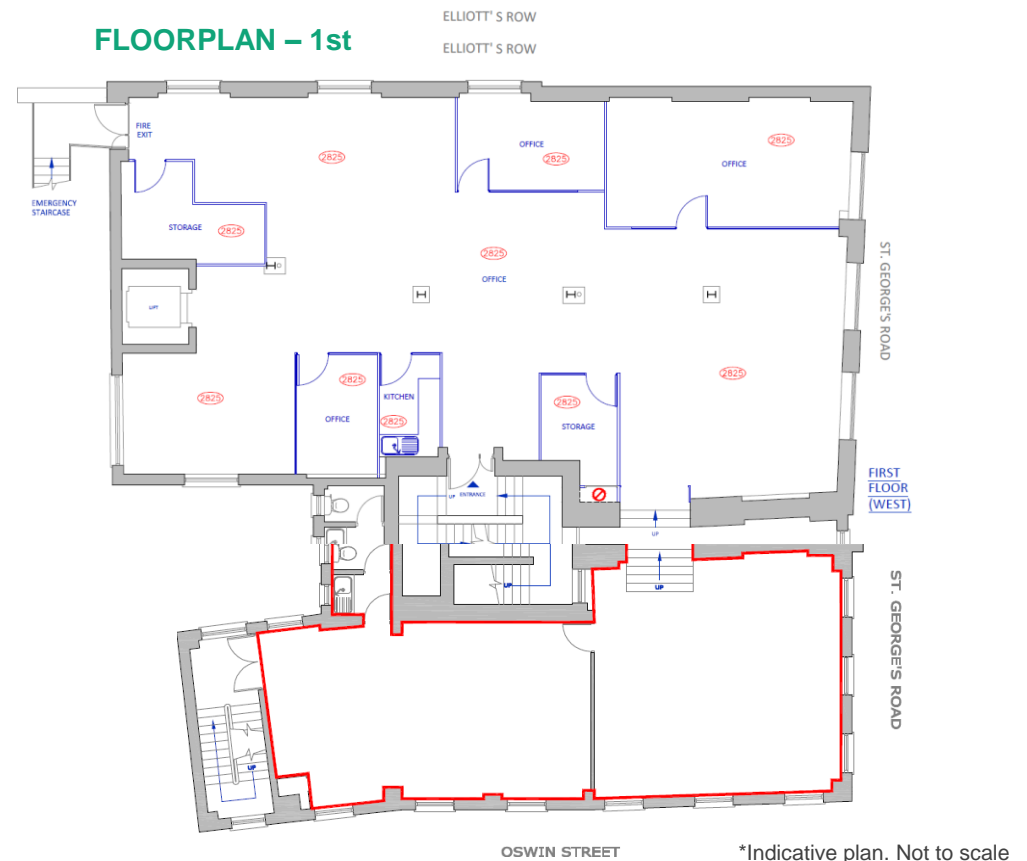 ELLIOTT' S ROW
FLOORPLAN – 1st
ELLIOTT' S ROW
FIRE
EXIT
2825
OFFICE
2825
2825
OFFICE
EMERGENCY
STAIRCASE
STORAGE
2825
2825
OFFICE
ST. GEORGE'S ROAD
LIFT
2825
2825
2825
KITCHEN
2825
OFFICE
2825
STORAGE
FIRST
FLOOR
(WEST)
UP
ENTRANCE
UP
UP
UP
ST. GEORGE'S ROAD
UP
OSWIN STREET
*Indicative plan. Not to scale